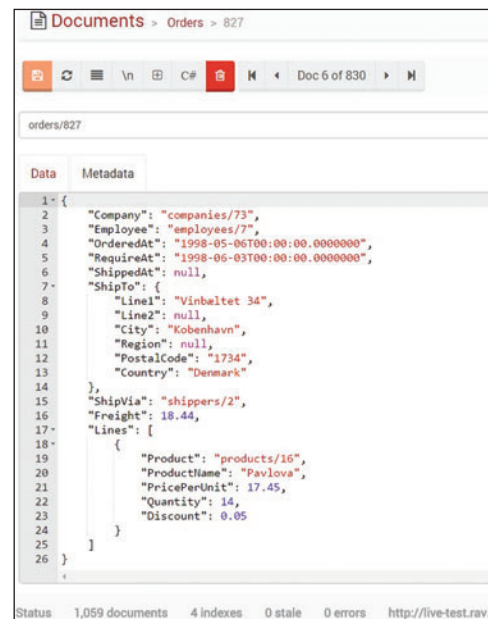 Documents > Orders > 827
\n C# Doc 6 of 830
orders/827
Data Metadata
1 {
2 "Company": "companies/73",
3 "Employee": "employees/7",
4 "OrderedAt": "1998-05-06T00:00:00.0000000",
5 "RequireAt": "1998-06-03T00:00:00.0000000",
6 "ShippedAt": null,
7 "ShipTo": {
8 "Line1": "Vinbæltet 34",
9 "Line2": null,
10 "City": "Kobenhavn",
11 "Region": null,
12 "PostalCode": "1734",
13 "Country": "Denmark"
14 },
15 "ShipVia": "shippers/2",
16 "Freight": 18.44,
17 "Lines": [
18 {
19 "Product": "products/16",
20 "ProductName": "Pavlova",
21 "PricePerUnit": 17.45,
22 "Quantity": 14,
23 "Discount": 0.05
24 }
25 ]
26 }
Status 1,059 documents 4 indexes 0 stale 0 errors http://live-test.rav